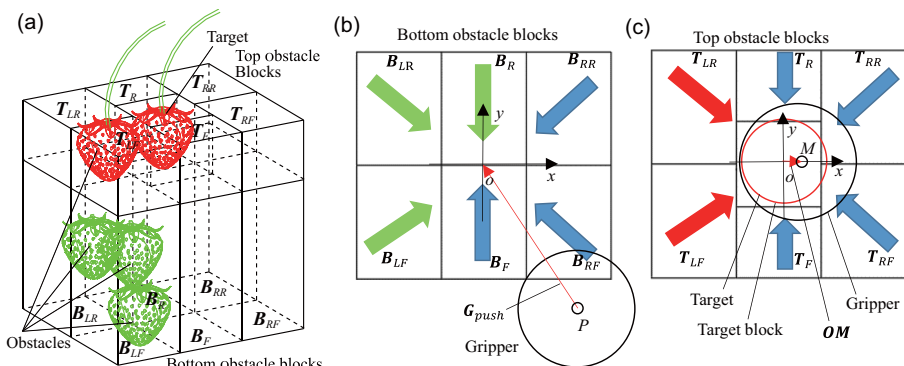 (a)
Target
Top obstacle
Blocks
T_R
T_RR
T_LR
T_RF
T_F
B_R
B_LR
B_RR
B_LF
B_F
B_RF
Obstacles
Bottom obstacle blocks
(b)
Bottom obstacle blocks
B_LR
B_R
B_RR
y
x
o
B_LF
B_F
B_RF
G_push
P
Gripper
(c)
Top obstacle blocks
T_LR
T_R
T_RR
y
M
o
x
T_LF
T_F
T_RF
Target
Gripper
Target block
OM